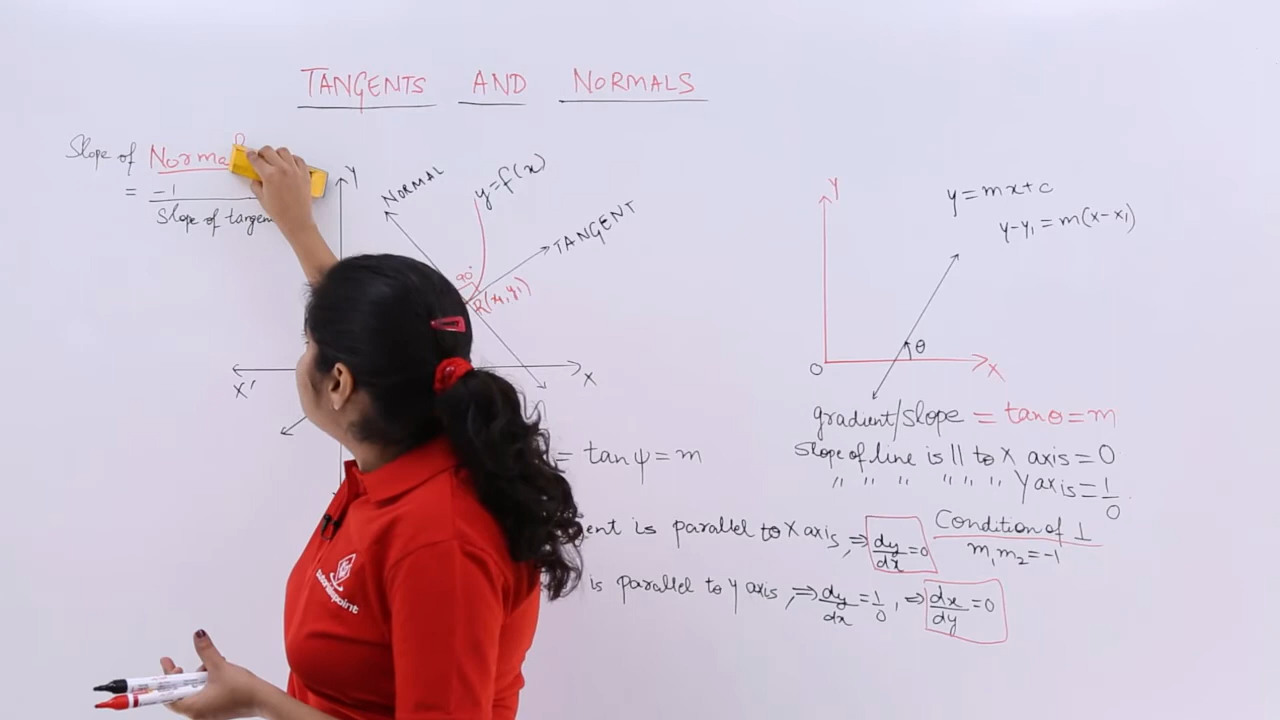 TANGENTS AND NORMALS
Slope of Norma
= -1
Slope of tangen
Y
NORMAL
y=f(x)
TANGENT
90°
R(x₁, y₁)
X'
X
= tanψ = m
ent is parallel to X axis, ⇒ dy/dx = 0
is parallel to y axis, ⇒ dy/dx = 1/0, ⇒ dx/dy = 0
Y
y = mx+c
y-y₁ = m(x-x₁)
θ
O
X
gradient/slope = tanθ = m
Slope of line is || to X axis = 0
〃 〃 〃 〃 〃 〃 Y axis = 1/0
Condition of ⊥
m₁m₂ = -1
tutorialspoint